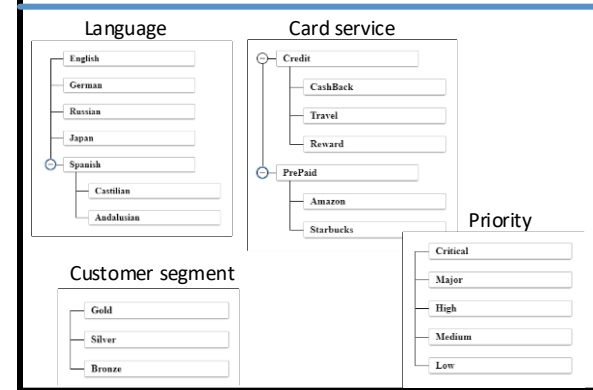 Language
English
German
Russian
Japan
Spanish
Castilian
Andalusian
Card service
Credit
CashBack
Travel
Reward
PrePaid
Amazon
Starbucks
Customer segment
Gold
Silver
Bronze
Priority
Critical
Major
High
Medium
Low